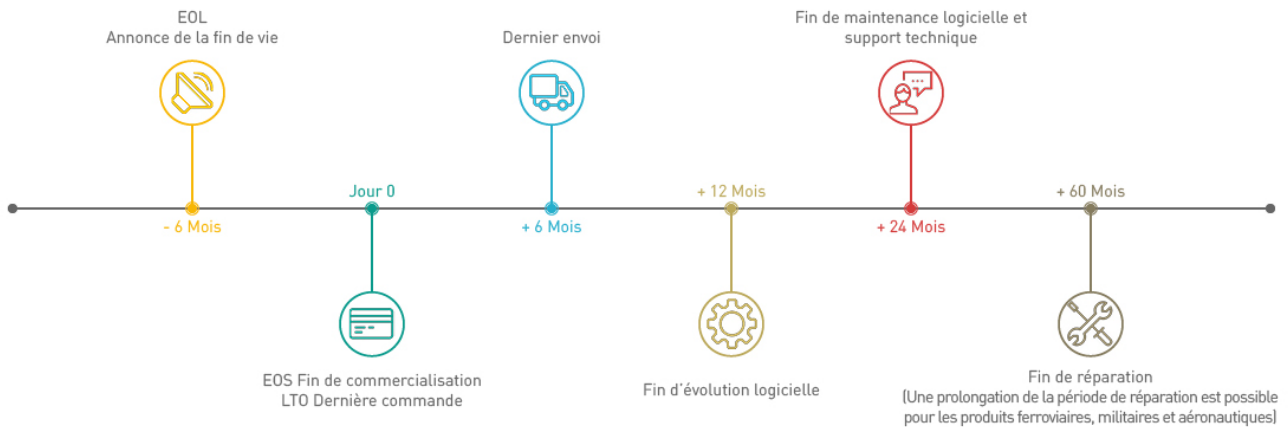 EOL
Annonce de la fin de vie
- 6 Mois
Jour 0
EOS Fin de commercialisation
LTO Dernière commande
Dernier envoi
+ 6 Mois
+ 12 Mois
Fin d'évolution logicielle
Fin de maintenance logicielle et
support technique
+ 24 Mois
+ 60 Mois
Fin de réparation
(Une prolongation de la période de réparation est possible
pour les produits ferroviaires, militaires et aéronautiques)